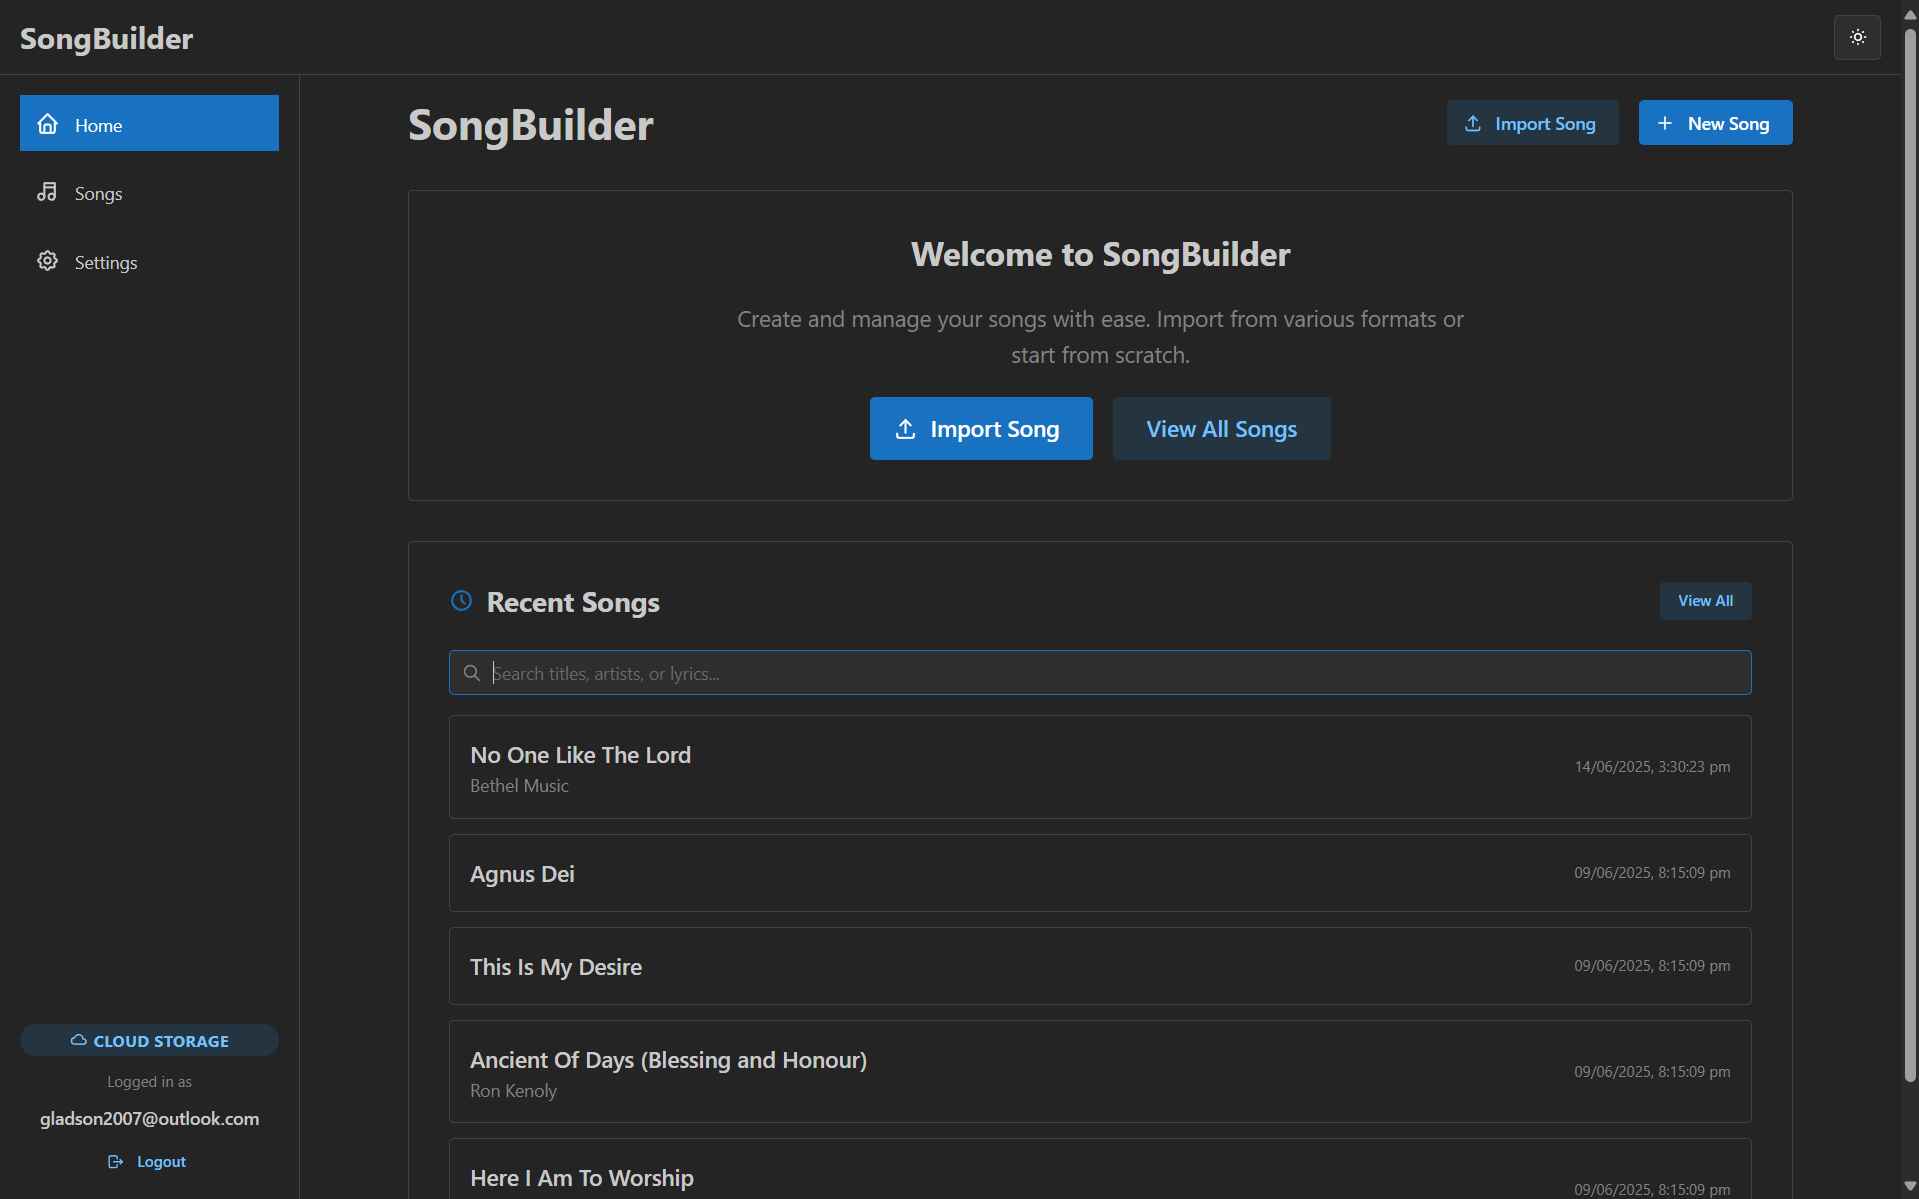 SongBuilder
Home
Songs
Settings
CLOUD STORAGE
Logged in as
gladson2007@outlook.com
Logout
SongBuilder
Import Song
New Song
Welcome to SongBuilder
Create and manage your songs with ease. Import from various formats or
start from scratch.
Import Song
View All Songs
Recent Songs
View All
Search titles, artists, or lyrics...
No One Like The Lord
Bethel Music
14/06/2025, 3:30:23 pm
Agnus Dei
09/06/2025, 8:15:09 pm
This Is My Desire
09/06/2025, 8:15:09 pm
Ancient Of Days (Blessing and Honour)
Ron Kenoly
09/06/2025, 8:15:09 pm
Here I Am To Worship
09/06/2025, 8:15:09 pm